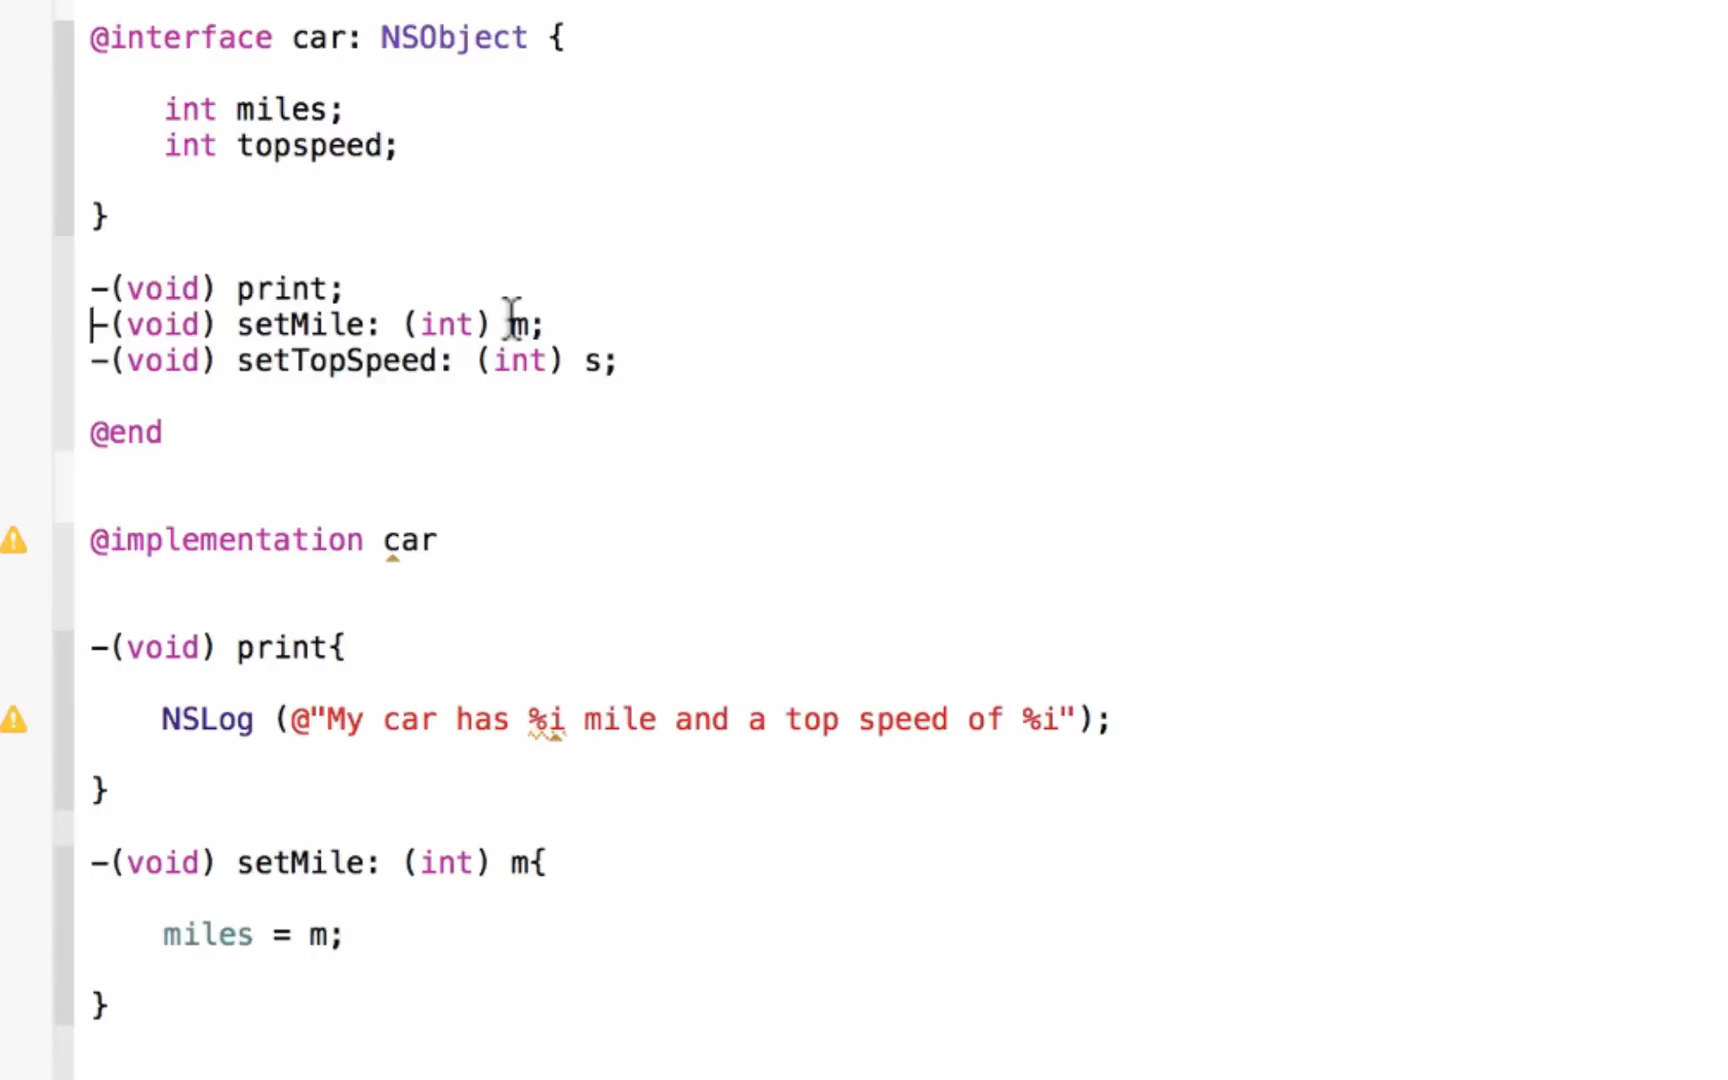 @interface car: NSObject {
int miles;
int topspeed;
}
-(void) print;
-(void) setMile: (int) m;
-(void) setTopSpeed: (int) s;
@end
@implementation car
-(void) print{
NSLog (@"My car has %i mile and a top speed of %i");
}
-(void) setMile: (int) m{
miles = m;
}